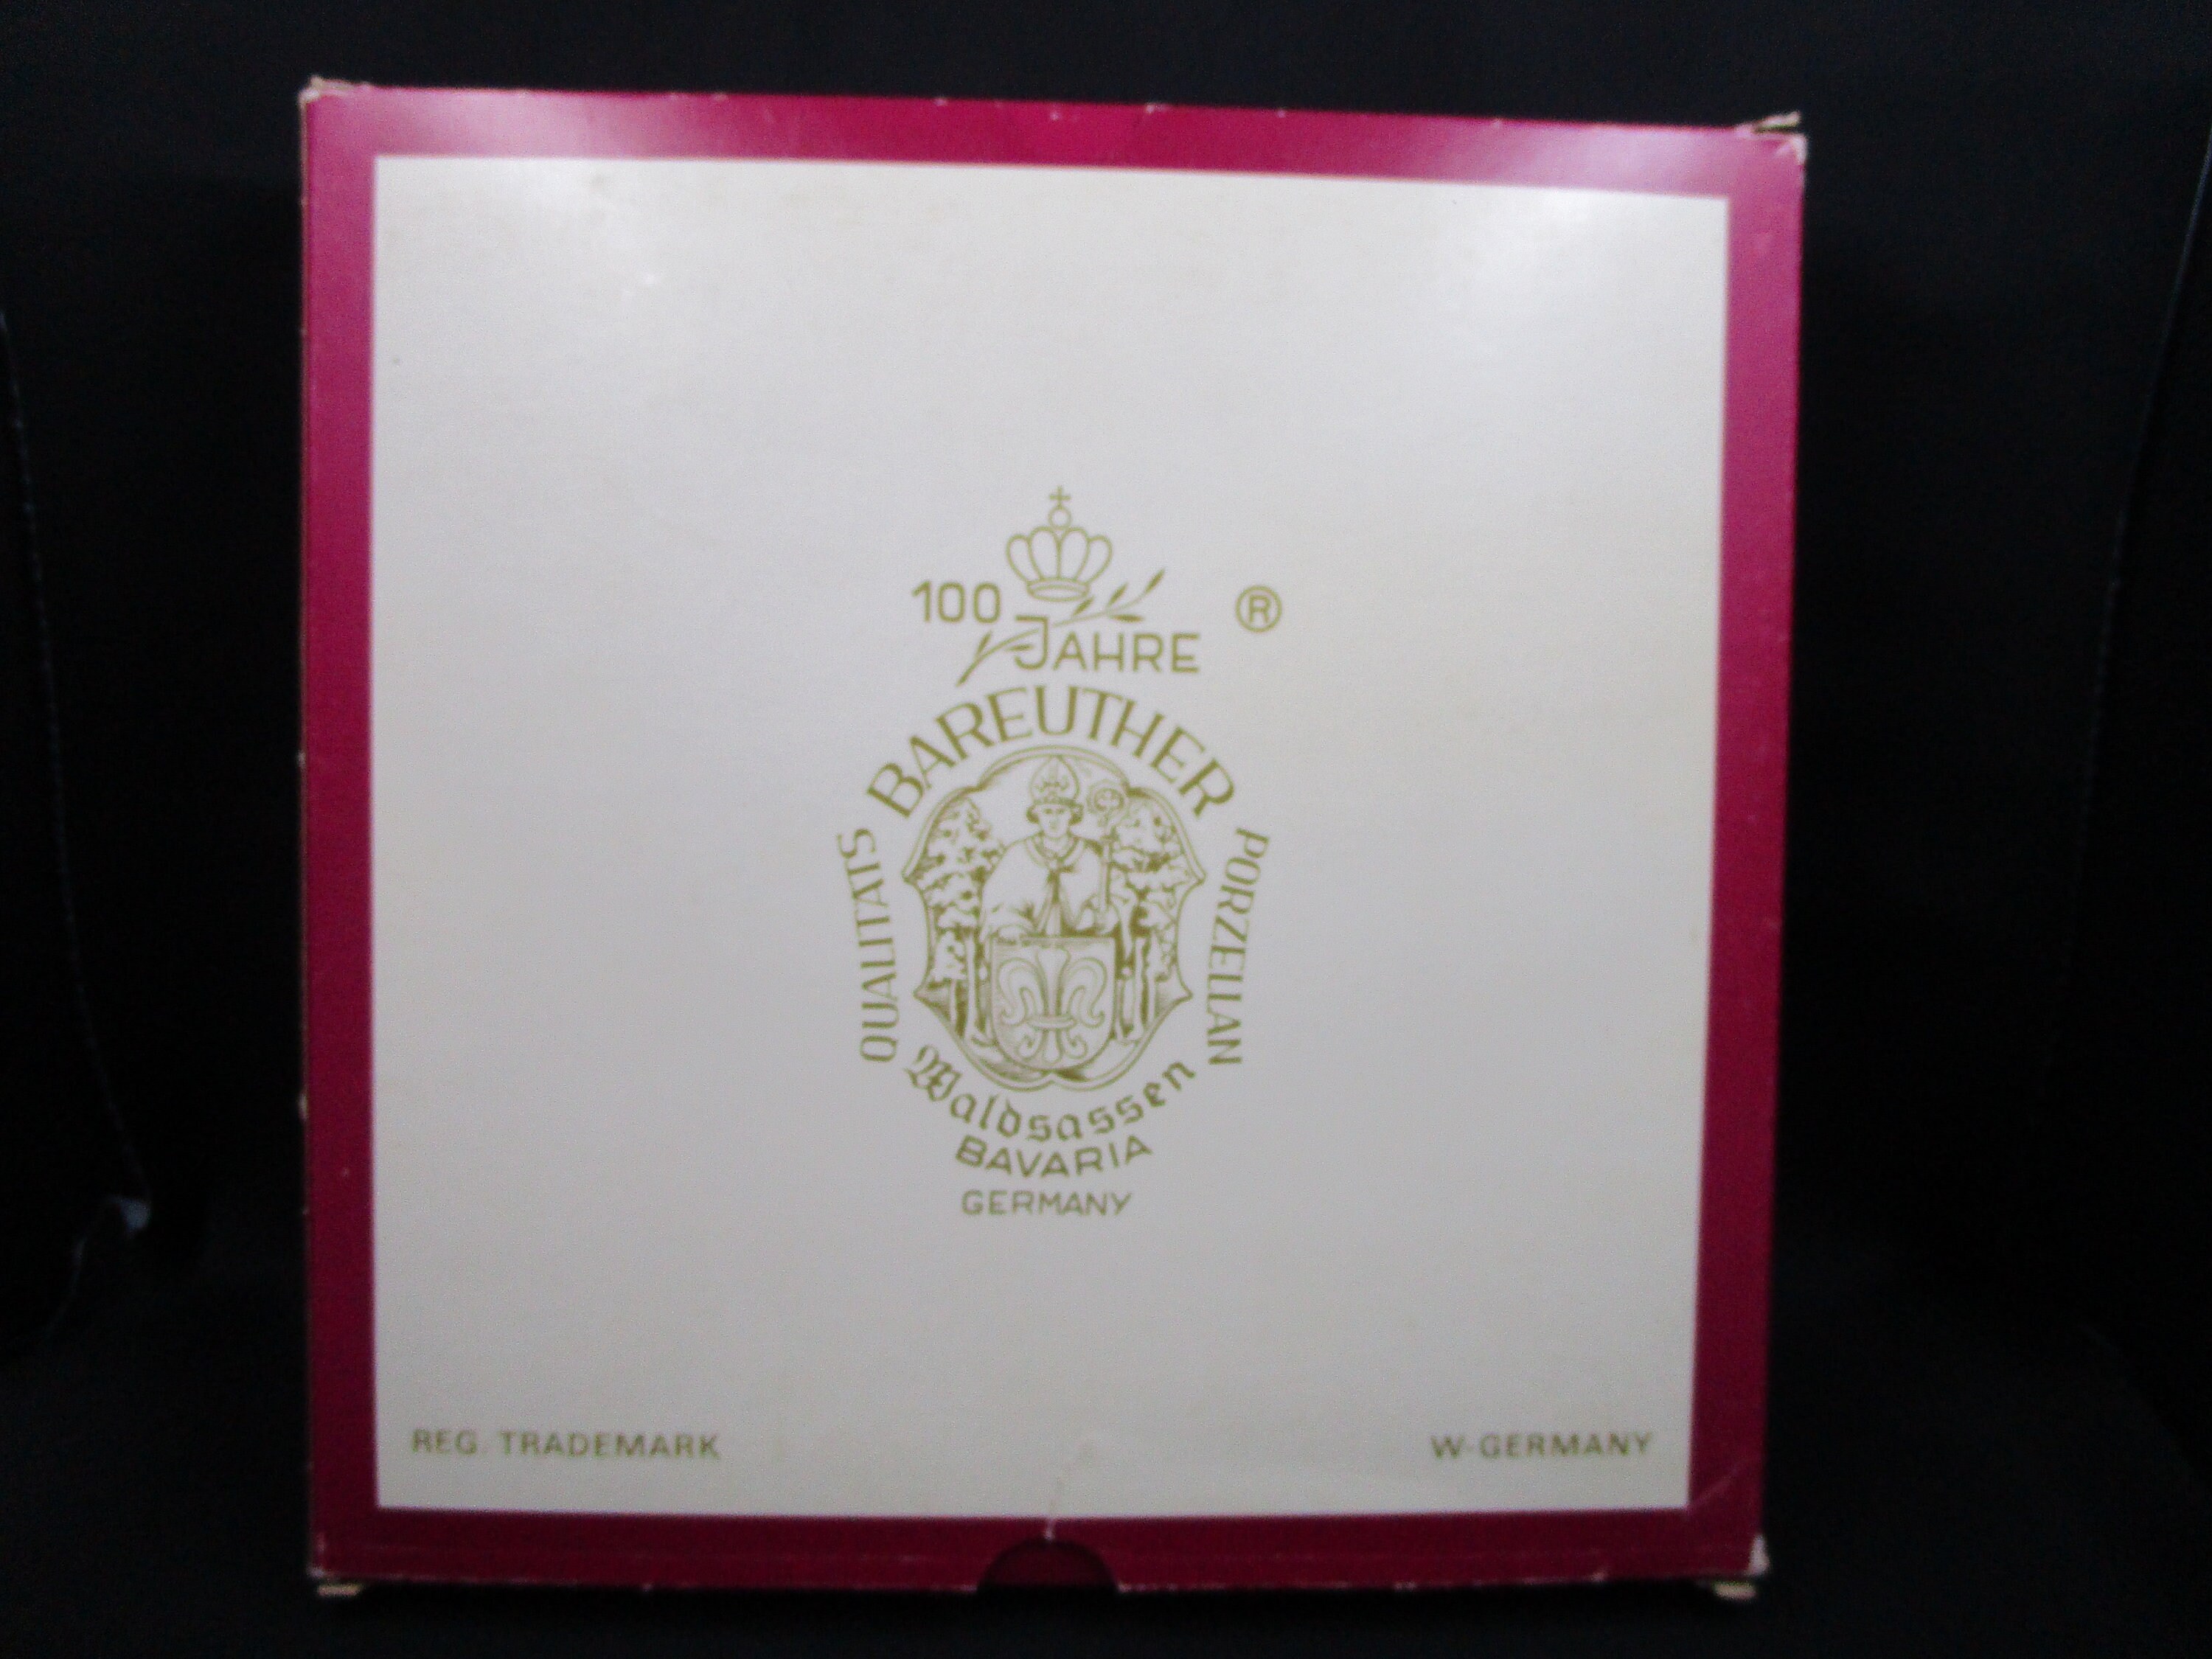 100
JAHRE
®
BAREUTHER
QUALITÄTS
PORZELLAN
Waldsassen
BAVARIA
GERMANY
REG. TRADEMARK
W-GERMANY